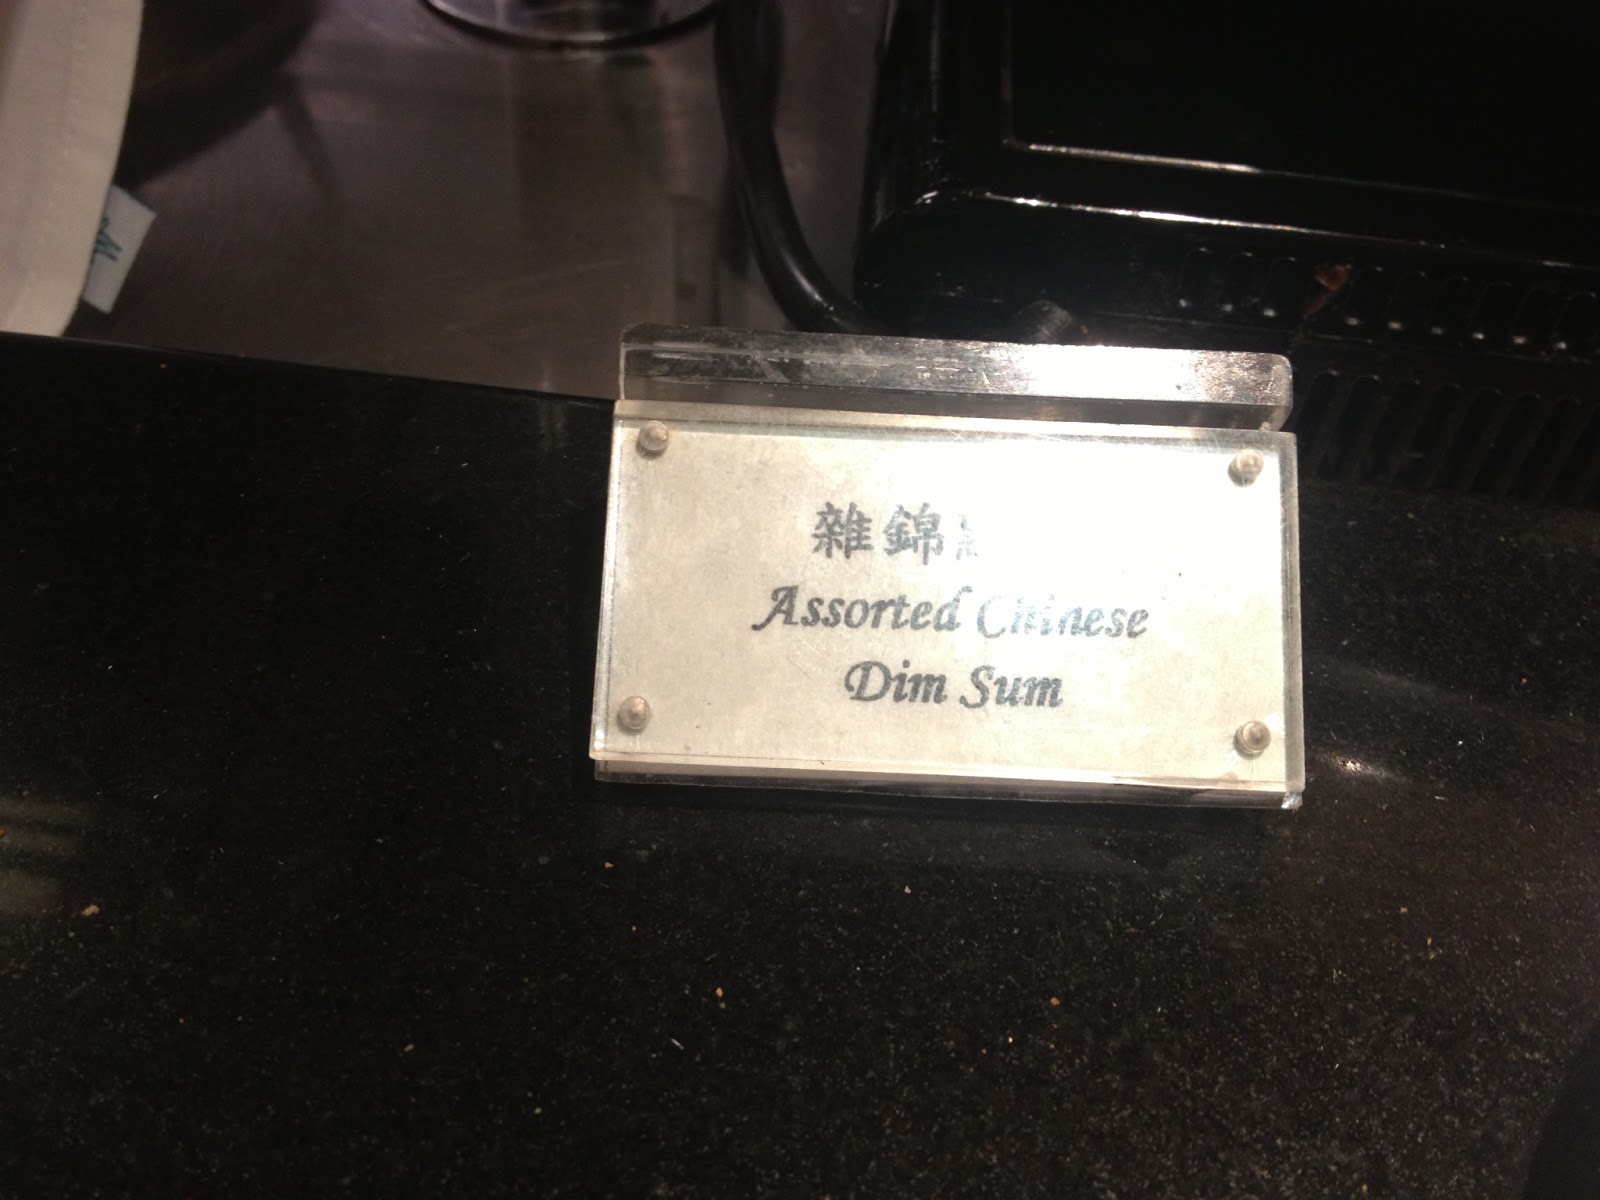 雜錦
Assorted Chinese
Dim Sum